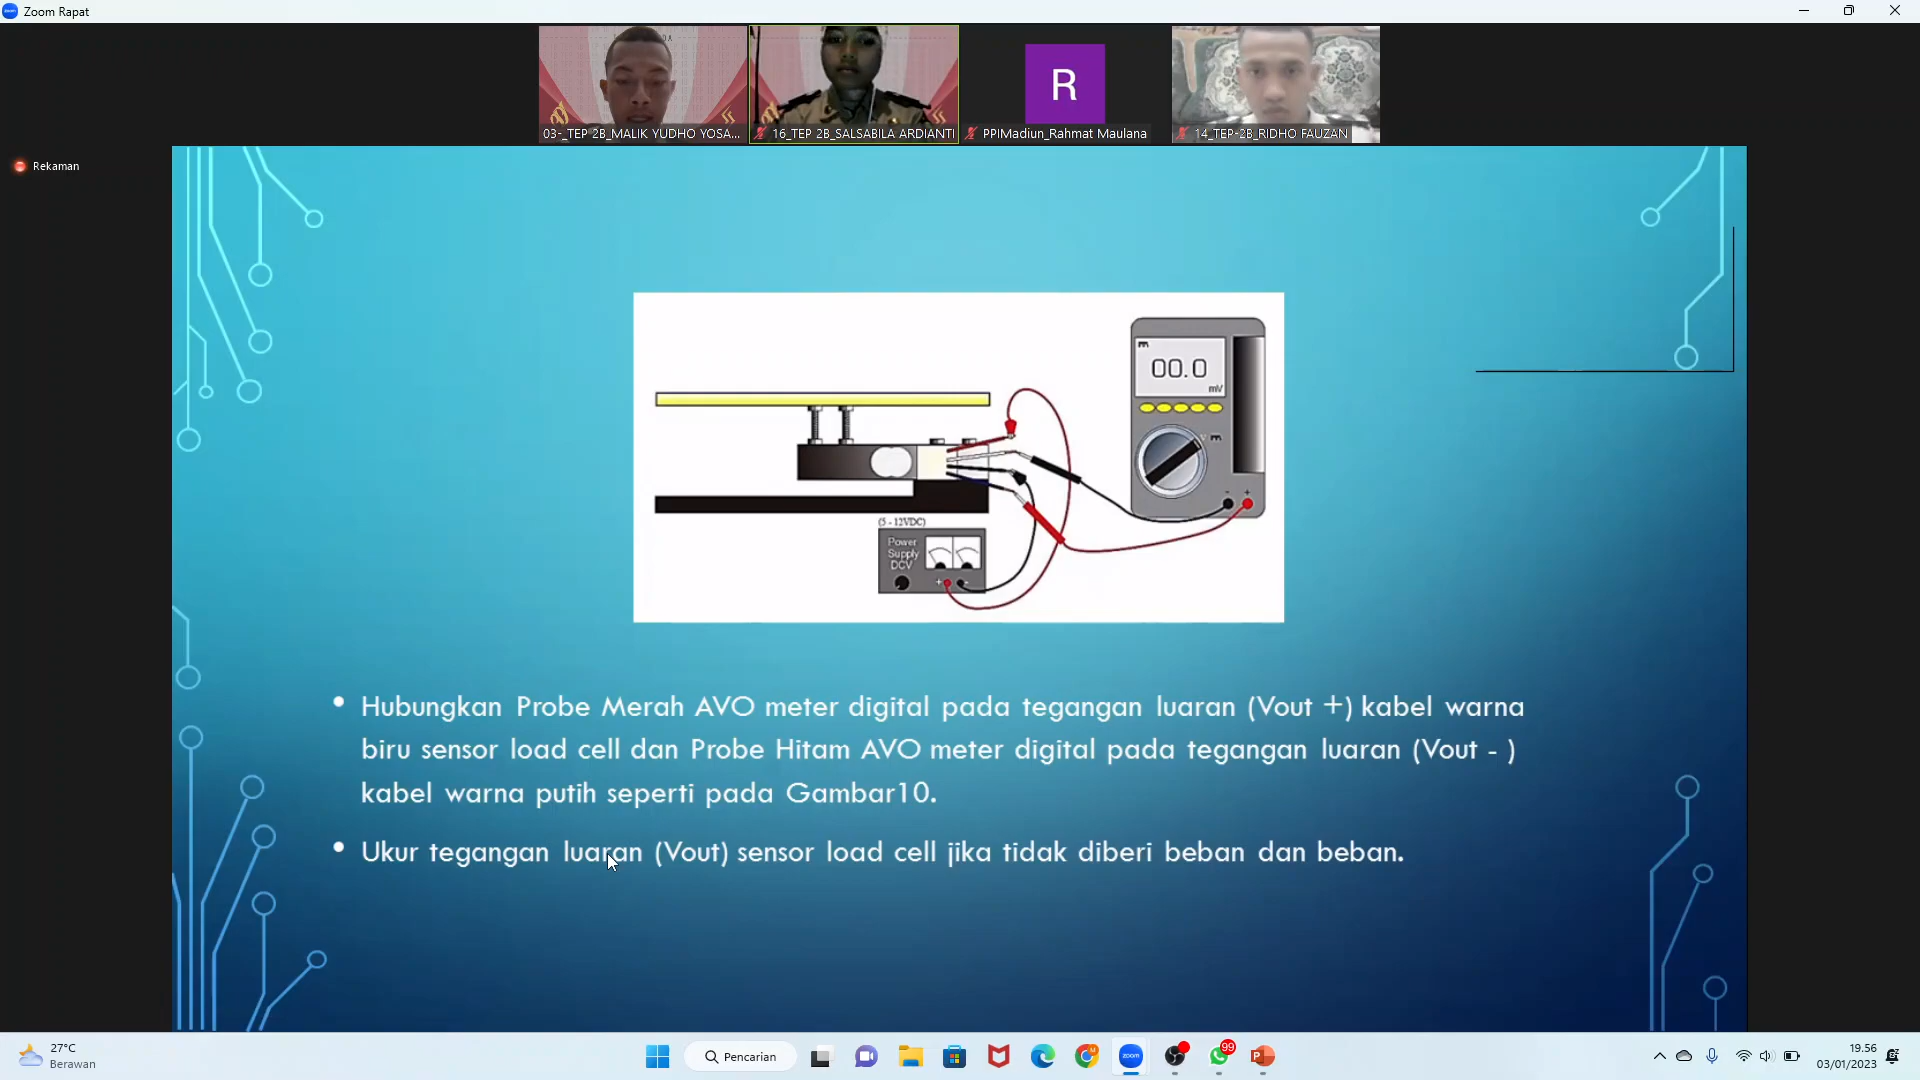 Zoom Rapat
03-_TEP 2B_MALIK YUDHO YOSA...
16_TEP 2B_SALSABILA ARDIANTI
R
PPIMadiun_Rahmat Maulana
14_TEP-2B_RIDHO FAUZAN
Rekaman
00.0
mV
V
- +
(5 - 12VDC)
Power
Supply
DCV
+ -
• Hubungkan Probe Merah AVO meter digital pada tegangan luaran (Vout +) kabel warna
biru sensor load cell dan Probe Hitam AVO meter digital pada tegangan luaran (Vout - )
kabel warna putih seperti pada Gambar10.
• Ukur tegangan luaran (Vout) sensor load cell jika tidak diberi beban dan beban.
27°C
Berawan
Pencarian
zoom
99
19.56
03/01/2023